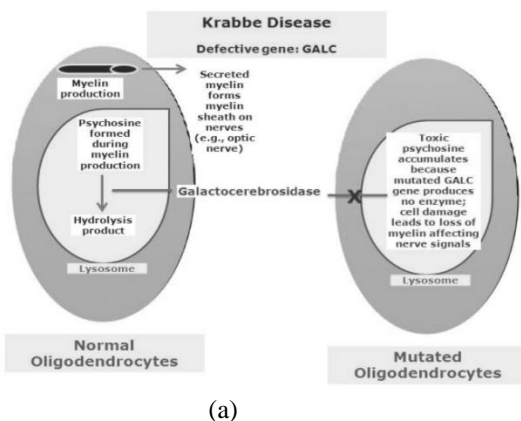 Krabbe Disease
Defective gene: GALC
Myelin
production
Secreted
myelin
forms
myelin
sheath on
nerves
(e.g., optic
nerve)
Psychosine
formed
during
myelin
production
Hydrolysis
product
Lysosome
Galactocerebrosidase
X
Toxic
psychosine
accumulates
because
mutated GALC
gene produces
no enzyme;
cell damage
leads to loss of
myelin affecting
nerve signals
Lysosome
Normal
Oligodendrocytes
Mutated
Oligodendrocytes
(a)